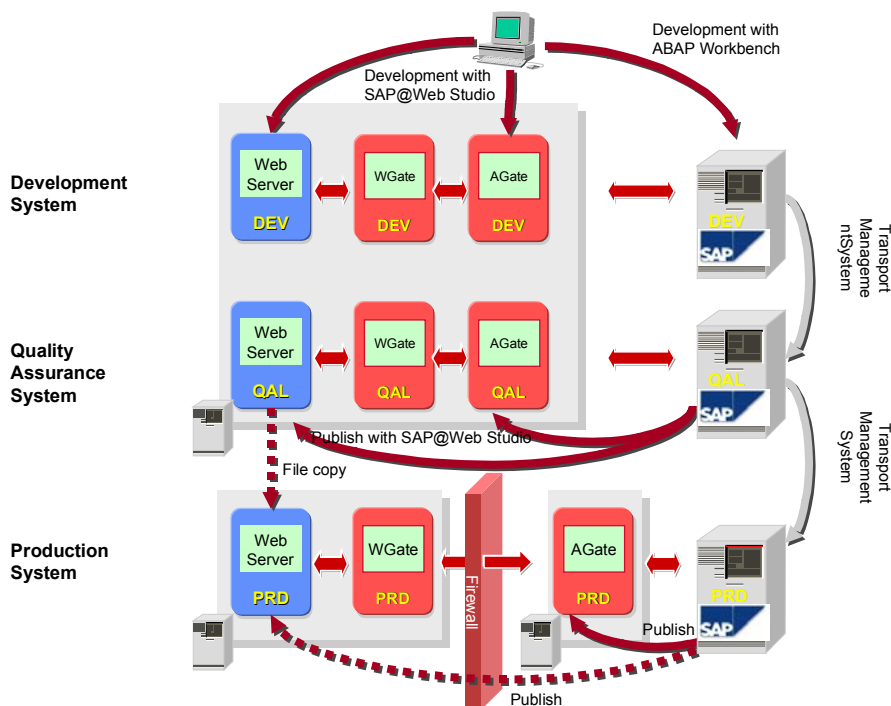 Development with
ABAP Workbench
Development with
SAP@Web Studio
Development
System
Web
Server
DEV
WGate
DEV
AGate
DEV
DEV
SAP
Transport
Manageme
ntSystem
Quality
Assurance
System
Web
Server
QAL
WGate
QAL
AGate
QAL
QAL
SAP
Publish with SAP@Web Studio
File copy
Transport
Management
System
Production
System
Web
Server
PRD
WGate
PRD
Firewall
AGate
PRD
PRD
SAP
Publish
Publish